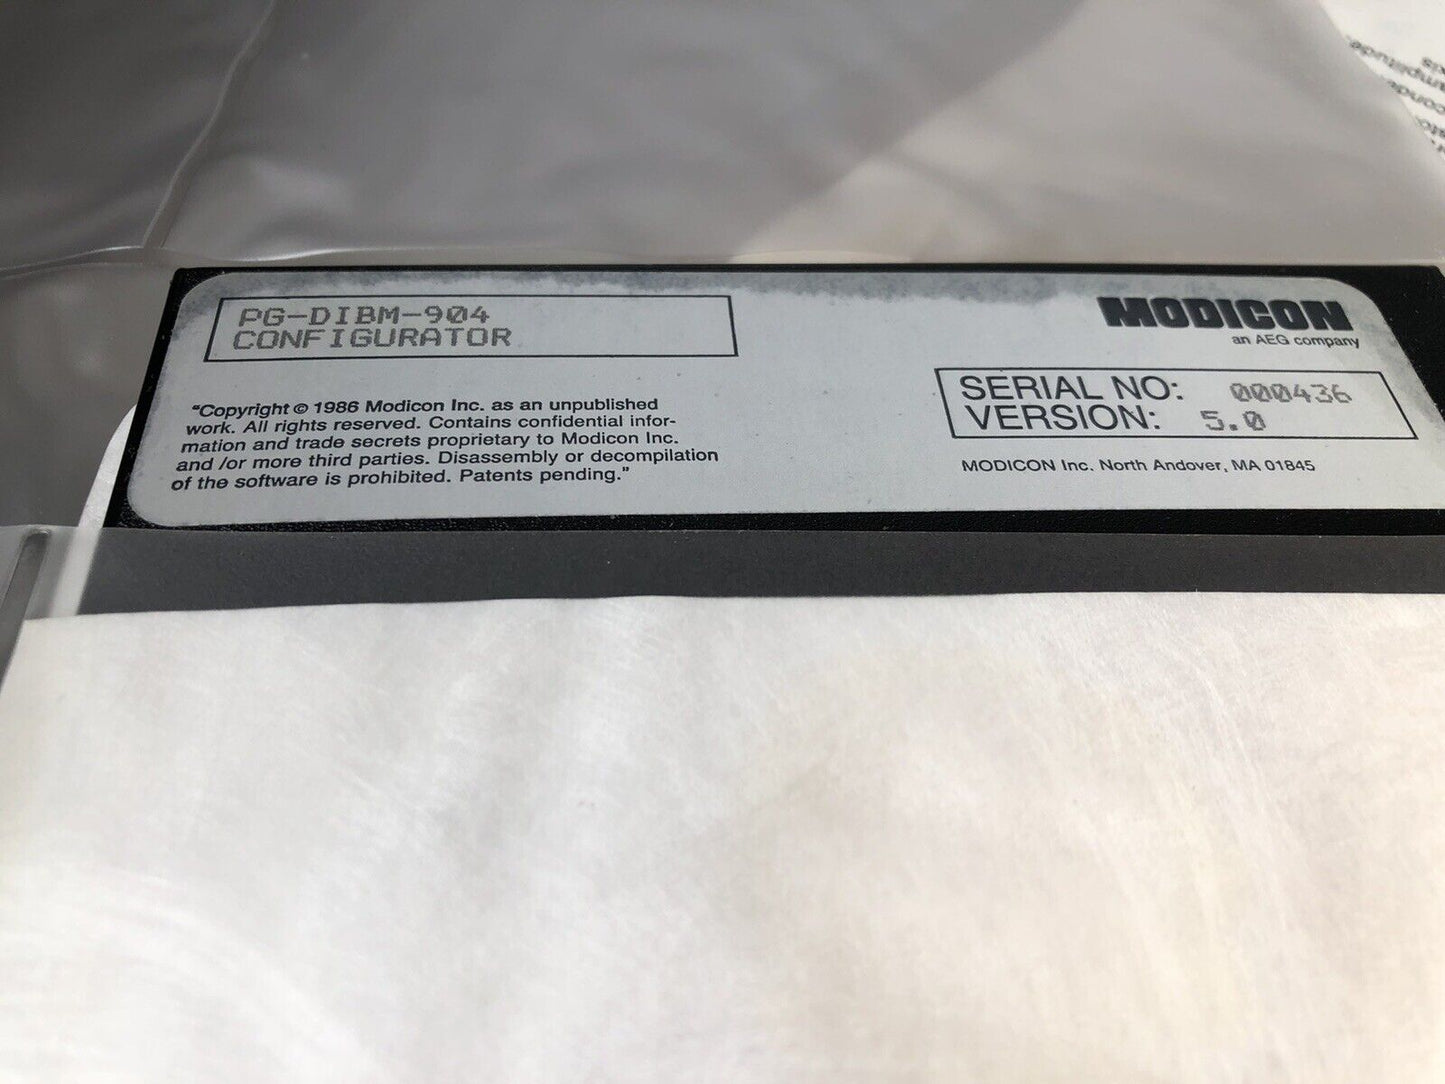 PG-DIBM-904
CONFIGURATOR
"Copyright © 1986 Modicon Inc. as an unpublished
work. All rights reserved. Contains confidential infor-
mation and trade secrets proprietary to Modicon Inc.
and /or more third parties. Disassembly or decompilation
of the software is prohibited. Patents pending."
MODICON
an AEG company
SERIAL NO: 000436
VERSION: 5.0
MODICON Inc. North Andover, MA 01845
amplitude